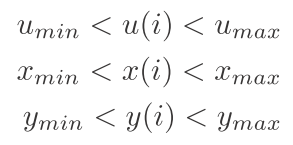 u_{min} < u(i) < u_{max}
x_{min} < x(i) < x_{max}
y_{min} < y(i) < y_{max}